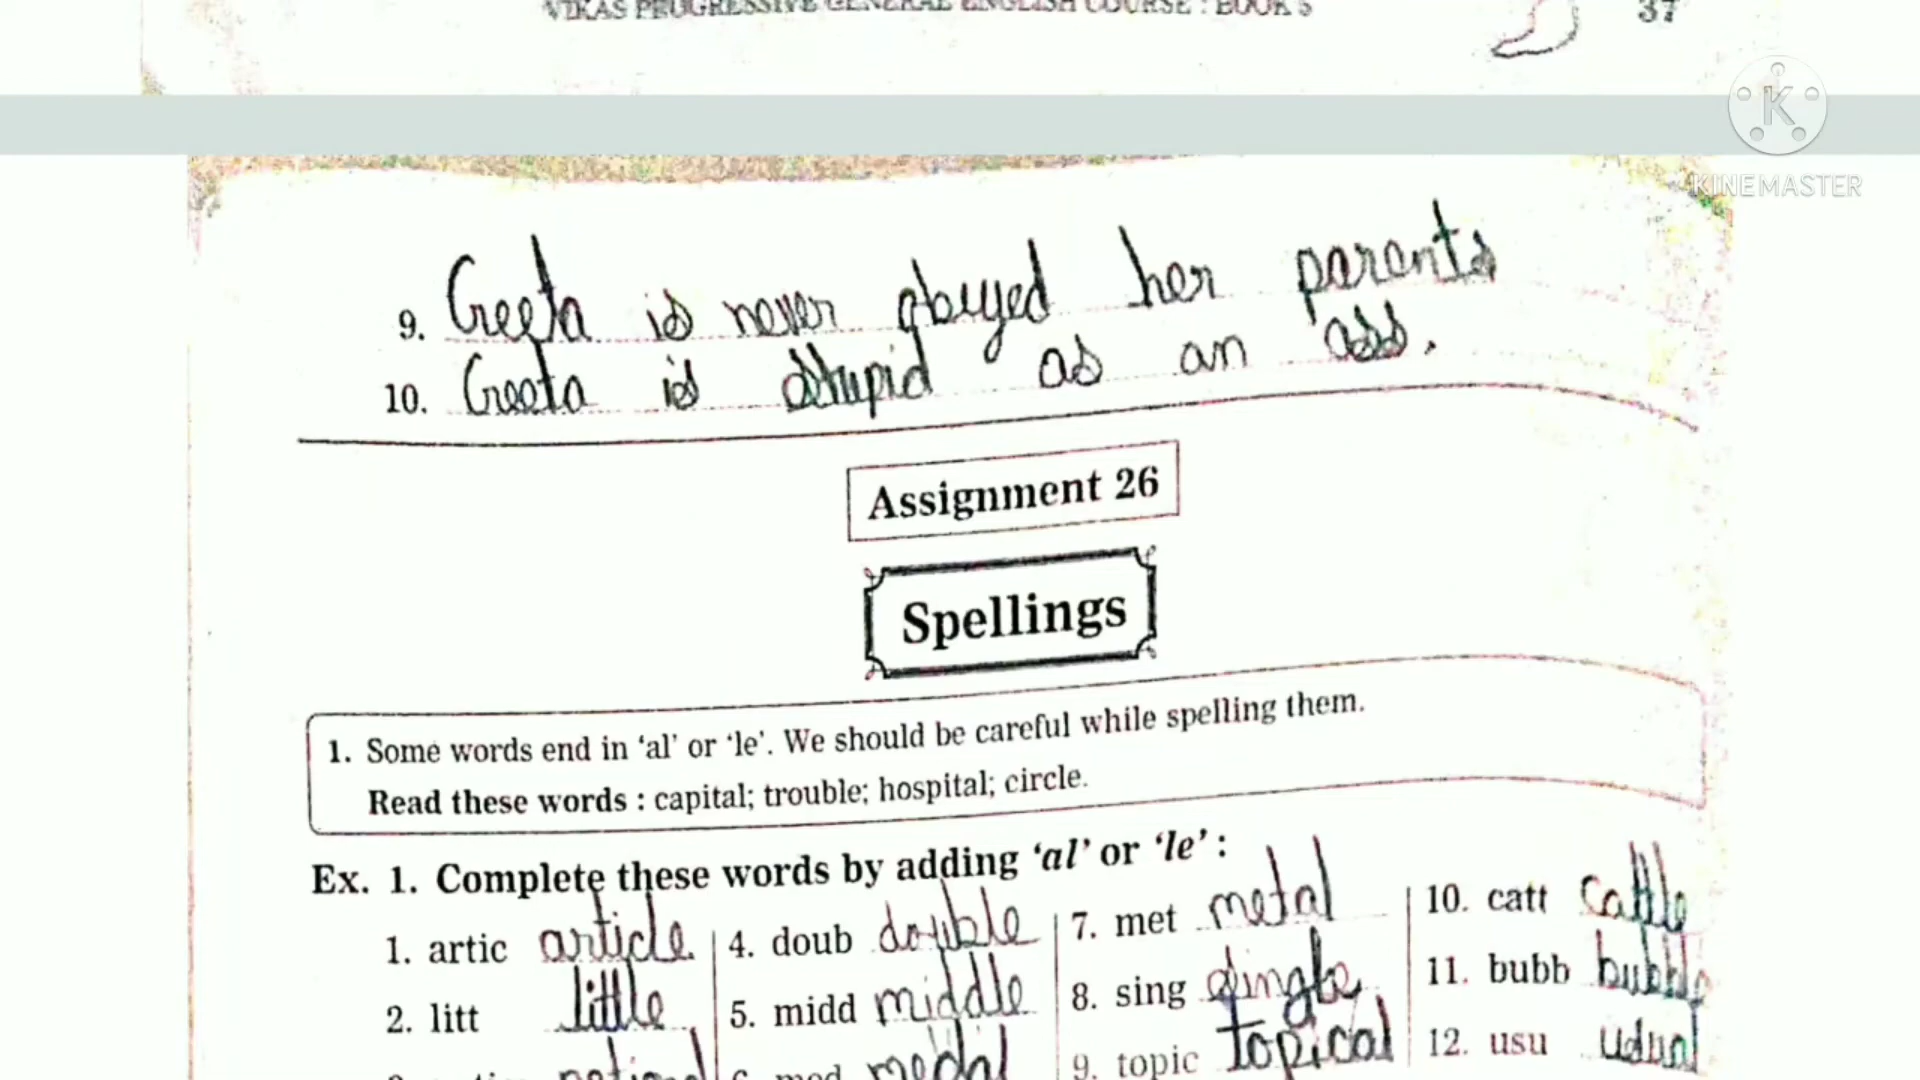 VIKAS PROGRESSIVE GENERAL ENGLISH COURSE : BOOK 5
37
KINEMASTER
9. Geeta is never obeyed her parents
10. Geeta is stupid as an ass.
Assignment 26
Spellings
1. Some words end in ‘al’ or ‘le’. We should be careful while spelling them.
Read these words : capital; trouble; hospital; circle.
Ex. 1. Complete these words by adding ‘al’ or ‘le’ :
1. artic article 4. doub double 7. met metal 10. catt cattle
2. litt little 5. midd middle 8. sing single 11. bubb bubble
national medal 9. topic topical 12. usu usual